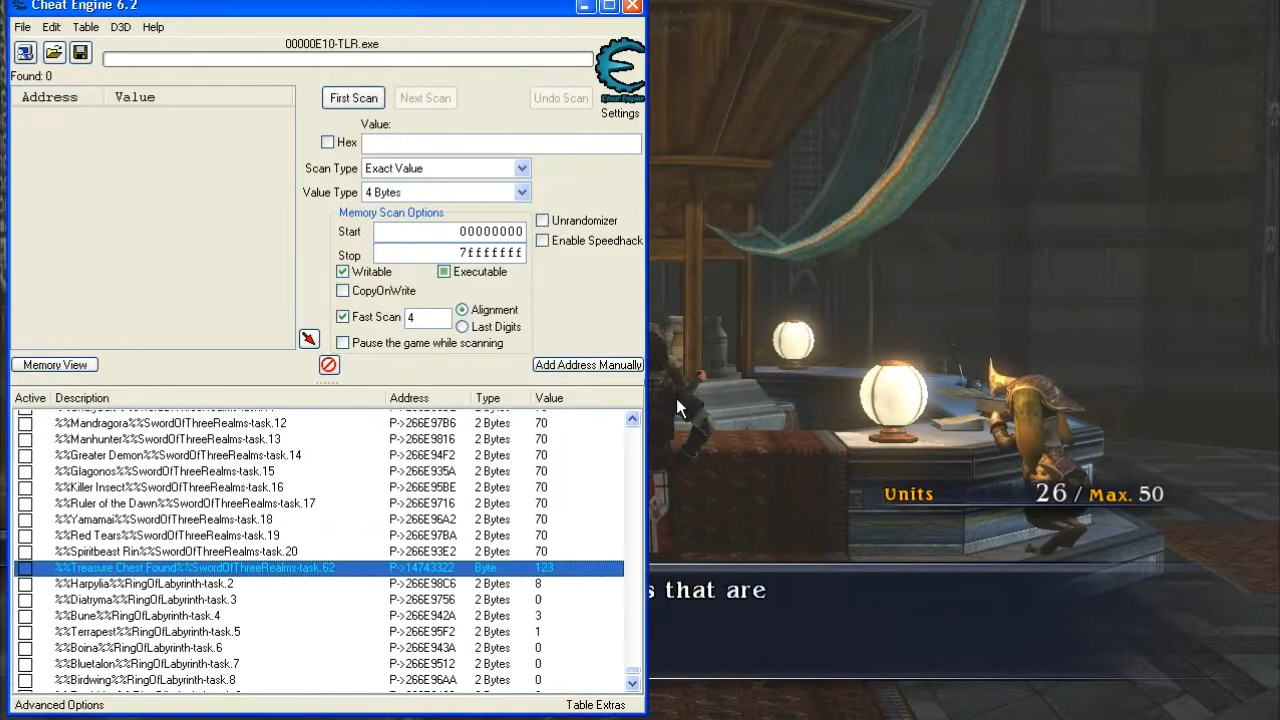 Cheat Engine 6.2
File Edit Table D3D Help
00000E10-TLR.exe
Found: 0
Address Value
First Scan Next Scan Undo Scan
Cheat Engine
Settings
Value:
Hex
Scan Type Exact Value
Value Type 4 Bytes
Memory Scan Options
Start 00000000
Stop 7fffffff
Unrandomizer
Enable Speedhack
Writable Executable
CopyOnWrite
Fast Scan 4 Alignment
Last Digits
Pause the game while scanning
Memory View Add Address Manually
Active Description Address Type Value
%%Mandragora%%SwordOfThreeRealms-task.12 P->266E97B6 2 Bytes 70
%%Manhunter%%SwordOfThreeRealms-task.13 P->266E9816 2 Bytes 70
%%Greater Demon%%SwordOfThreeRealms-task.14 P->266E94F2 2 Bytes 70
%%Glagonos%%SwordOfThreeRealms-task.15 P->266E935A 2 Bytes 70
%%Killer Insect%%SwordOfThreeRealms-task.16 P->266E95BE 2 Bytes 70
%%Ruler of the Dawn%%SwordOfThreeRealms-task.17 P->266E9716 2 Bytes 70
%%Yamamai%%SwordOfThreeRealms-task.18 P->266E96A2 2 Bytes 70
%%Red Tears%%SwordOfThreeRealms-task.19 P->266E97BA 2 Bytes 70
%%Spiritbeast Rin%%SwordOfThreeRealms-task.20 P->266E93E2 2 Bytes 70
%%Treasure Chest Found%%SwordOfThreeRealms-task.62 P->14743322 Byte 123
%%Harpylia%%RingOfLabyrinth-task.2 P->266E98C6 2 Bytes 8
%%Diatryma%%RingOfLabyrinth-task.3 P->266E9756 2 Bytes 0
%%Bune%%RingOfLabyrinth-task.4 P->266E942A 2 Bytes 3
%%Terrapest%%RingOfLabyrinth-task.5 P->266E95F2 2 Bytes 1
%%Boina%%RingOfLabyrinth-task.6 P->266E943A 2 Bytes 0
%%Bluetalon%%RingOfLabyrinth-task.7 P->266E9512 2 Bytes 0
%%Birdwing%%RingOfLabyrinth-task.8 P->266E96AA 2 Bytes 0
Advanced Options Table Extras
Units 26 / Max. 50
s that are